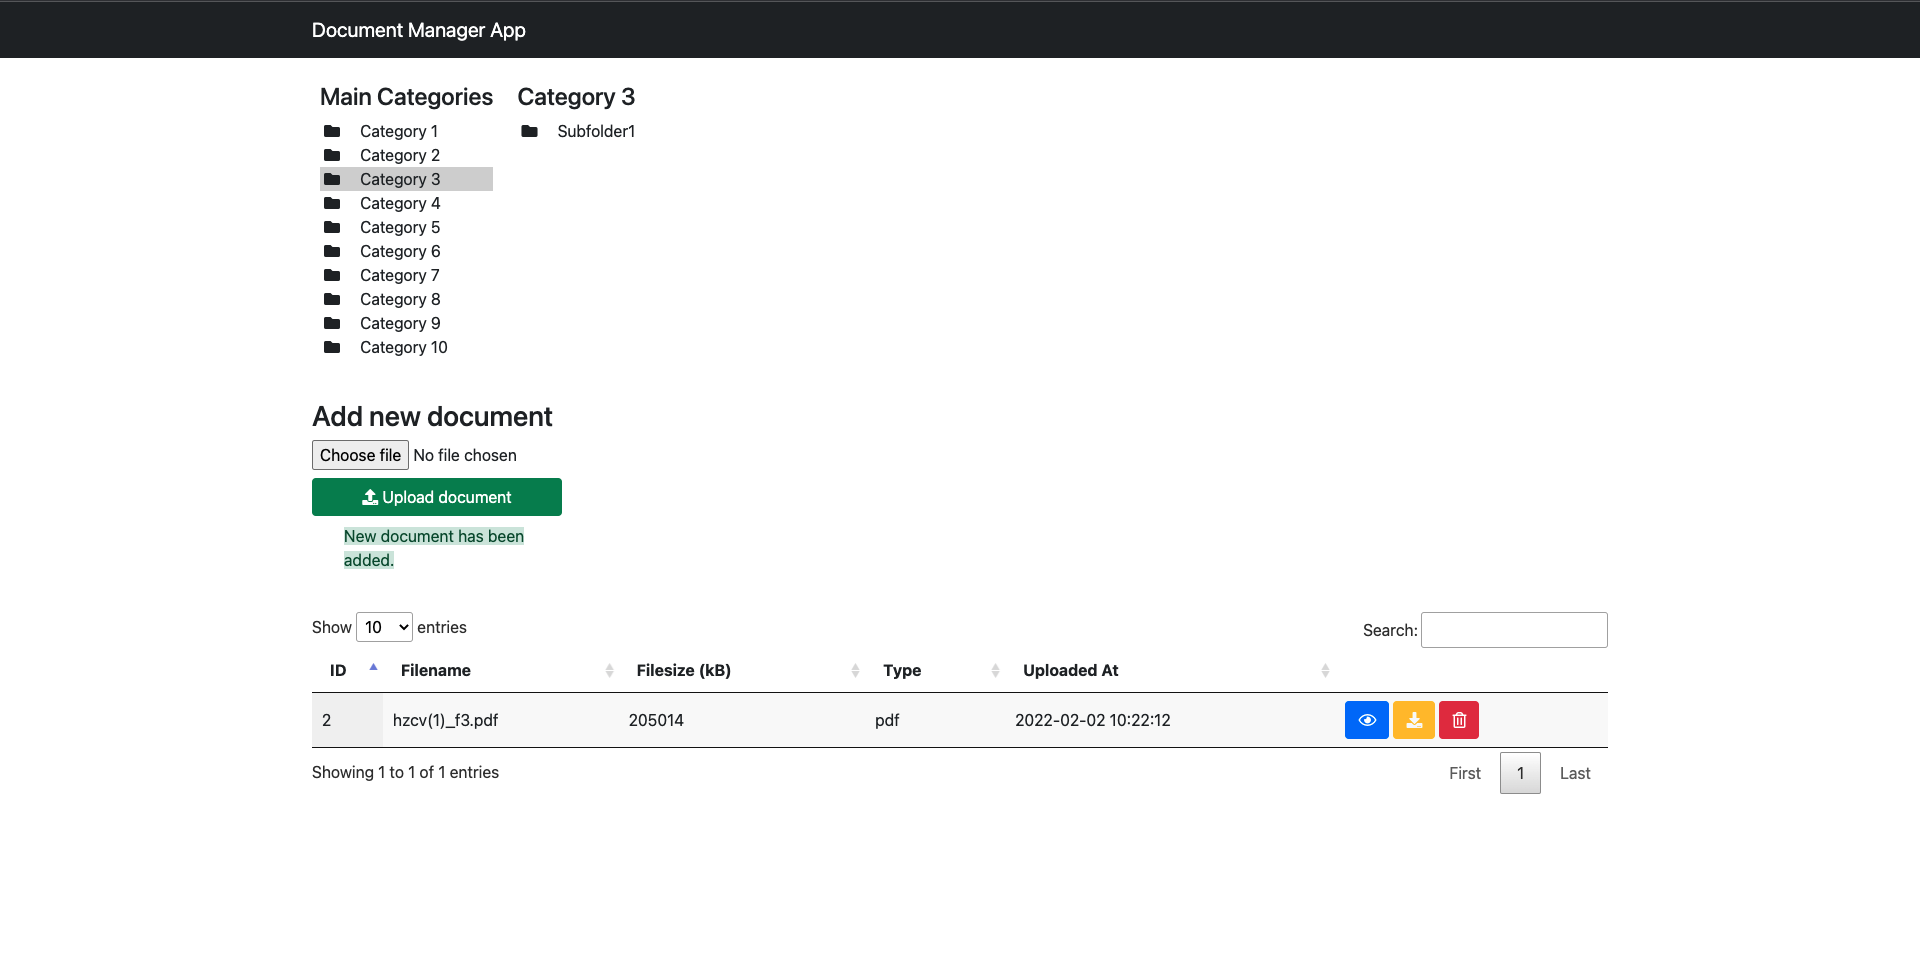 Document Manager App
Main Categories
Category 1
Category 2
Category 3
Category 4
Category 5
Category 6
Category 7
Category 8
Category 9
Category 10
Category 3
Subfolder1
Add new document
Choose file No file chosen
Upload document
New document has been
added.
Show 10 entries
Search:
ID Filename Filesize (kB) Type Uploaded At
2 hzcv(1)_f3.pdf 205014 pdf 2022-02-02 10:22:12
Showing 1 to 1 of 1 entries
First 1 Last